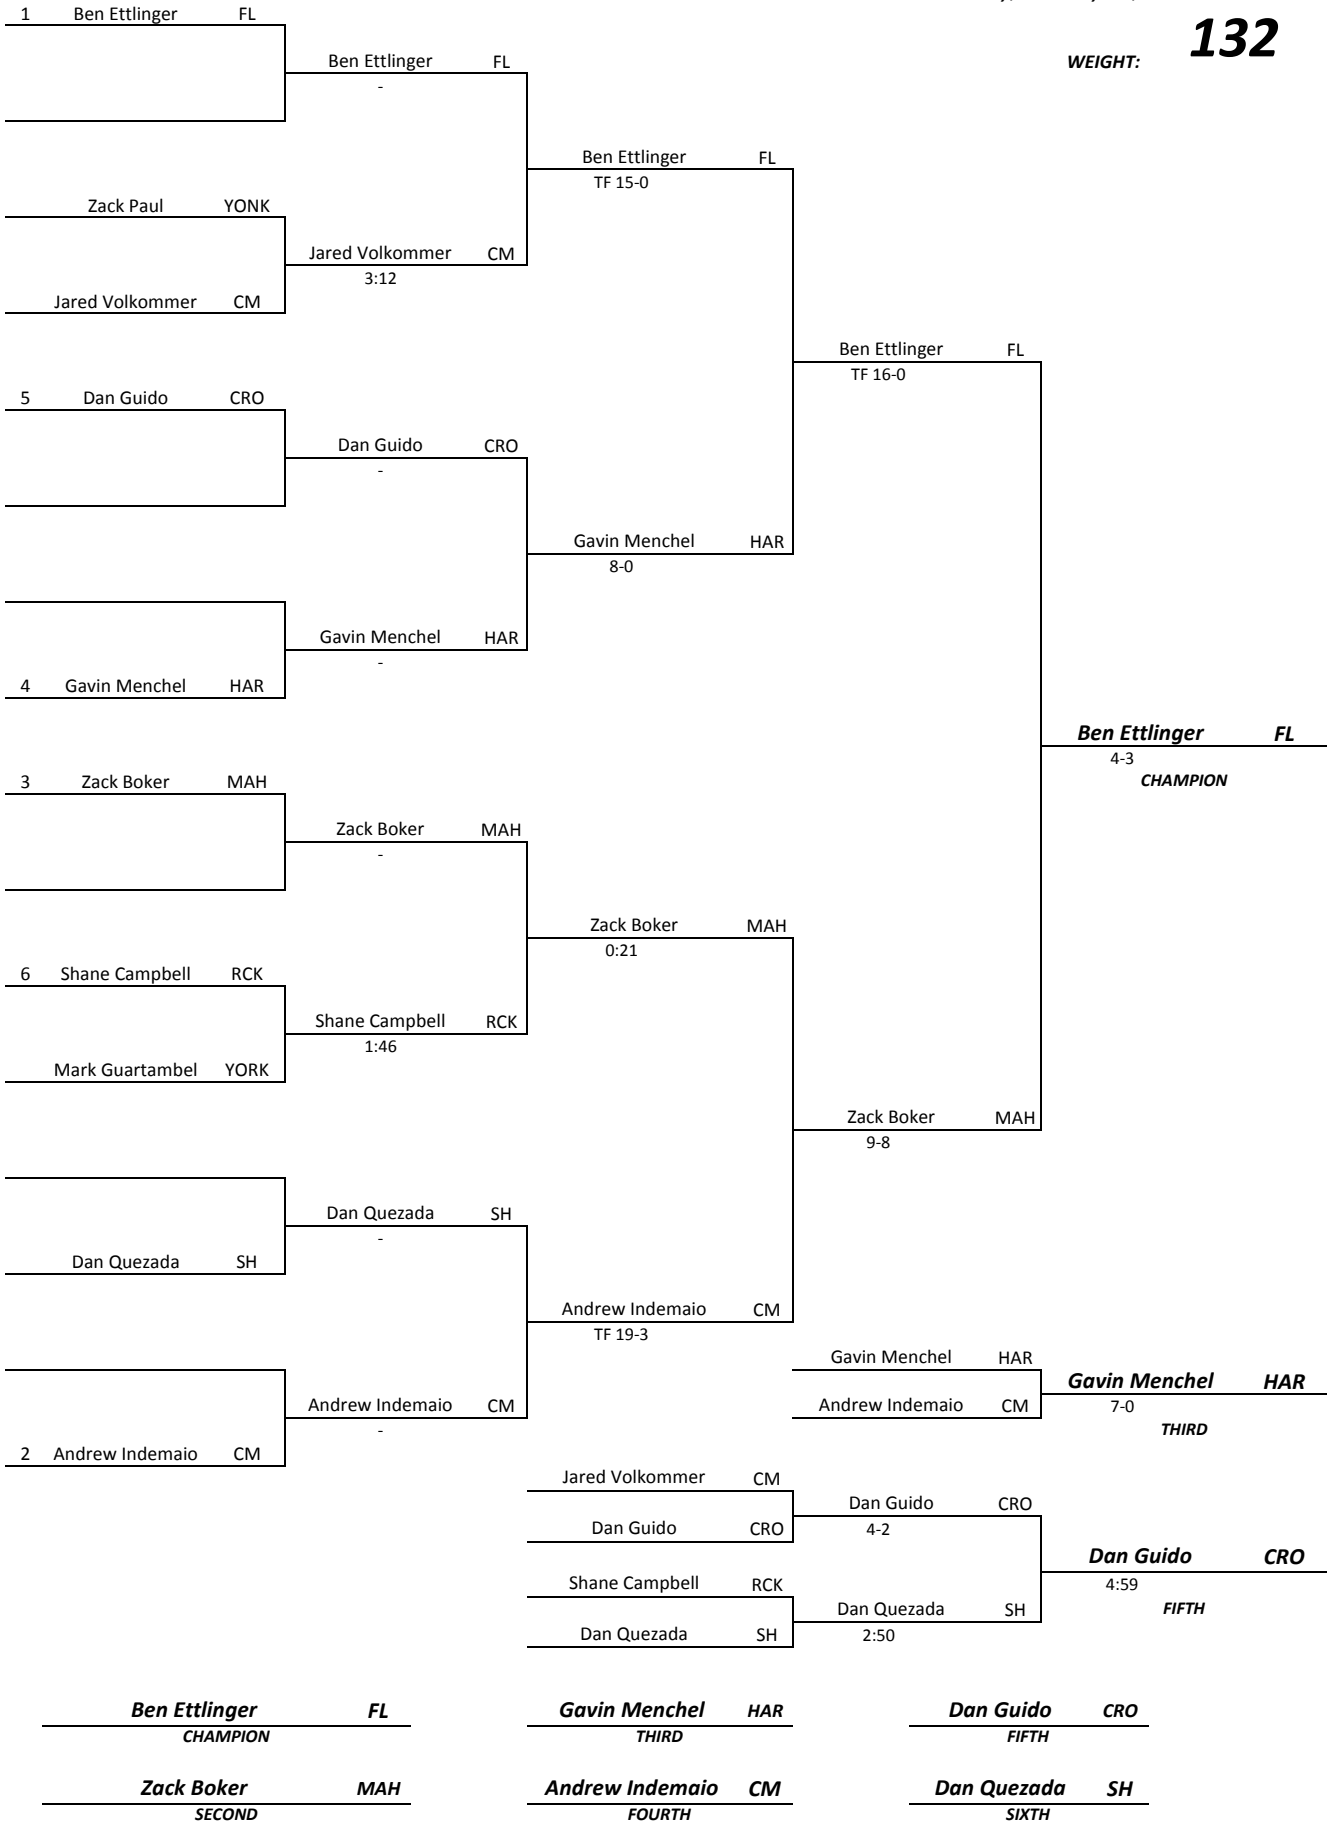 1 Ben Ettlinger FL
132
WEIGHT:
Ben Ettlinger FL
-
Ben Ettlinger FL
TF 15-0
Zack Paul YONK
Jared Volkommer CM
3:12
Jared Volkommer CM
Ben Ettlinger FL
TF 16-0
5 Dan Guido CRO
Dan Guido CRO
-
Gavin Menchel HAR
8-0
Gavin Menchel HAR
-
4 Gavin Menchel HAR
Ben Ettlinger FL
4-3
CHAMPION
3 Zack Boker MAH
Zack Boker MAH
-
Zack Boker MAH
0:21
6 Shane Campbell RCK
Shane Campbell RCK
1:46
Mark Guartambel YORK
Zack Boker MAH
9-8
Dan Quezada SH
-
Dan Quezada SH
Andrew Indemaio CM
TF 19-3
Gavin Menchel HAR
Gavin Menchel HAR
7-0
THIRD
Andrew Indemaio CM
Andrew Indemaio CM
-
2 Andrew Indemaio CM
Jared Volkommer CM
Dan Guido CRO
4-2
Dan Guido CRO
Dan Guido CRO
4:59
FIFTH
Shane Campbell RCK
Dan Quezada SH
2:50
Dan Quezada SH
Ben Ettlinger FL Gavin Menchel HAR Dan Guido CRO
CHAMPION THIRD FIFTH
Zack Boker MAH Andrew Indemaio CM Dan Quezada SH
SECOND FOURTH SIXTH